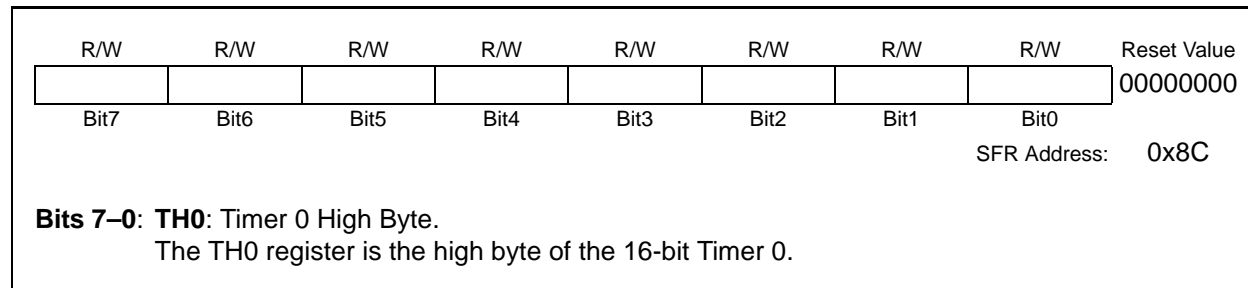 R/W R/W R/W R/W R/W R/W R/W R/W Reset Value
00000000
Bit7 Bit6 Bit5 Bit4 Bit3 Bit2 Bit1 Bit0
SFR Address: 0x8C
Bits 7–0: TH0: Timer 0 High Byte.
The TH0 register is the high byte of the 16-bit Timer 0.